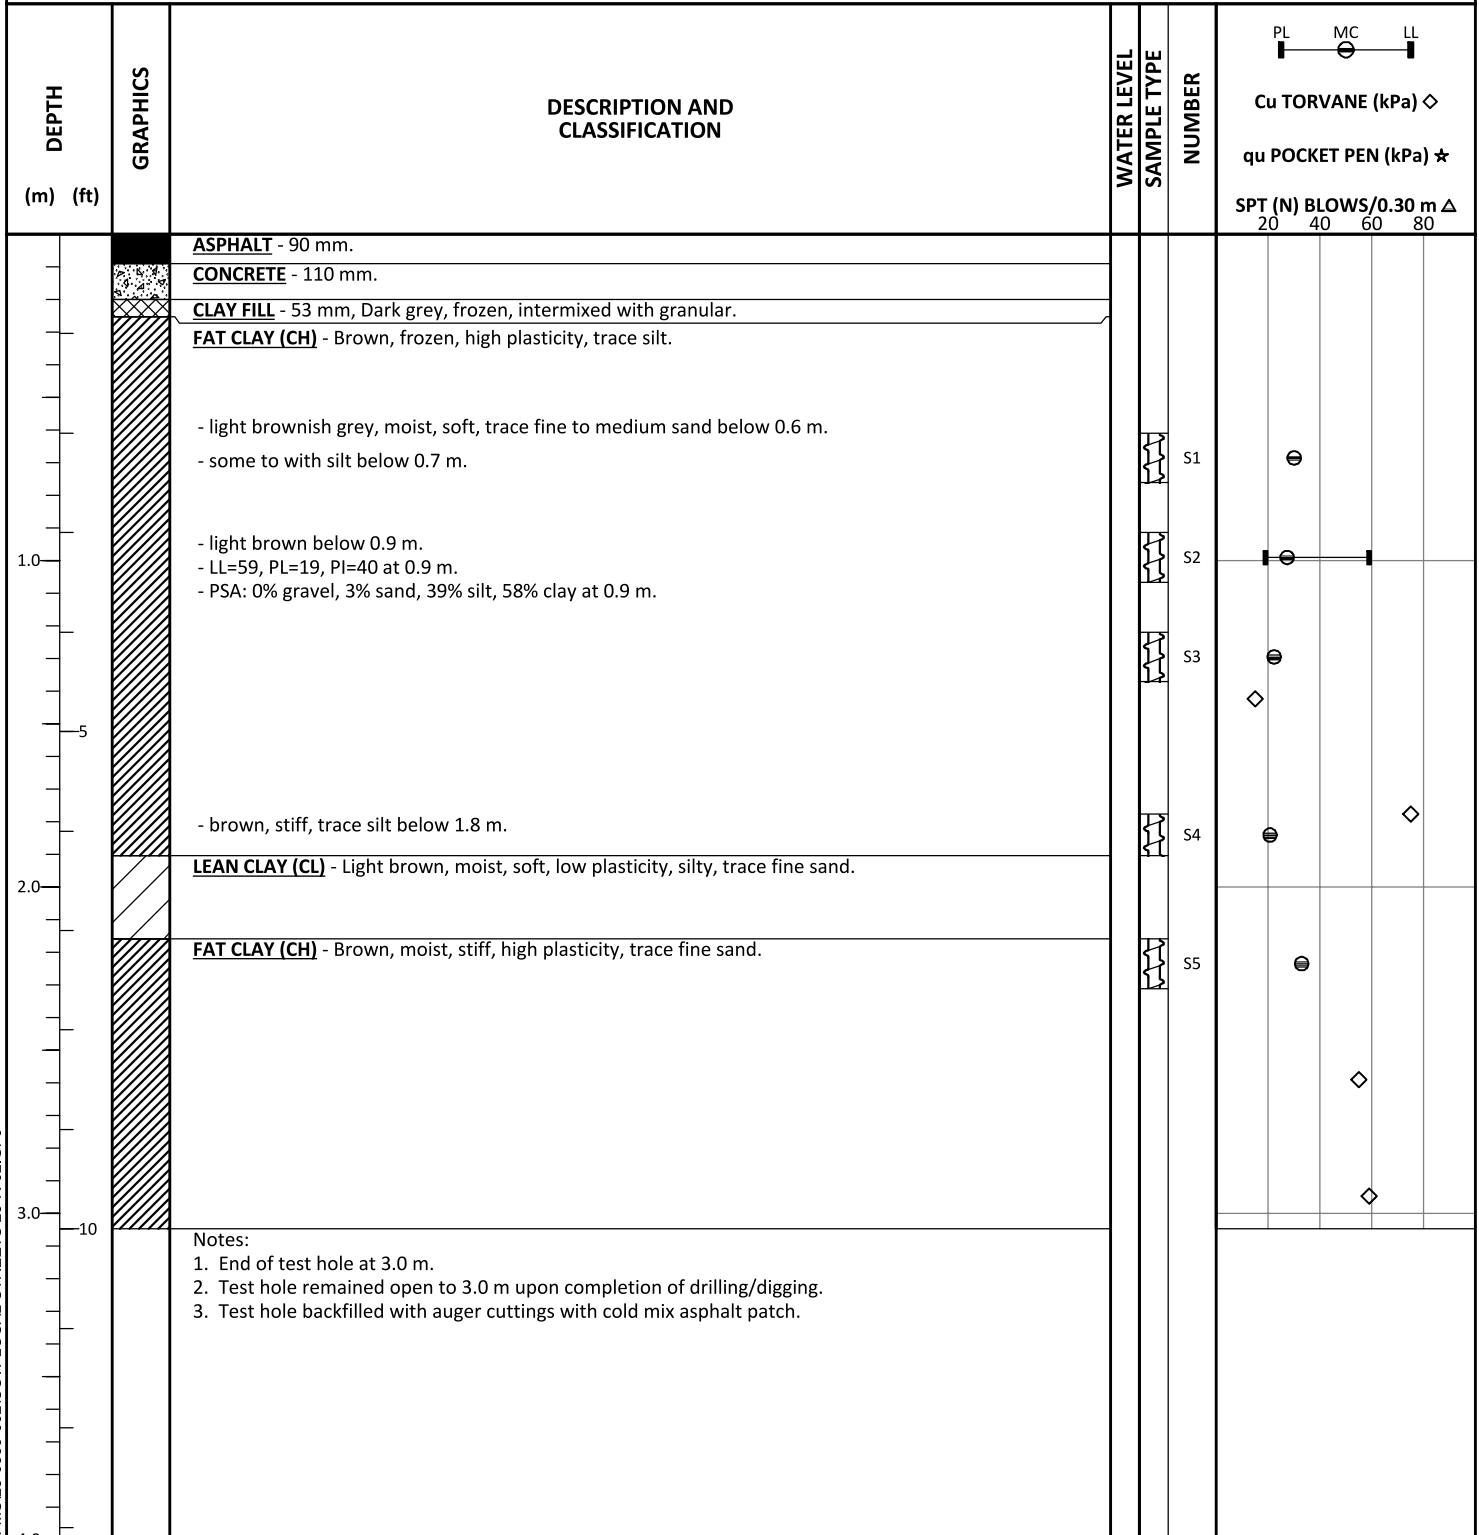 DEPTH
(m) (ft)
GRAPHICS
DESCRIPTION AND
CLASSIFICATION
WATER LEVEL
SAMPLE TYPE
NUMBER
PL MC LL
Cu TORVANE (kPa)
qu POCKET PEN (kPa)
SPT (N) BLOWS/0.30 m
20 40 60 80
ASPHALT - 90 mm.
CONCRETE - 110 mm.
CLAY FILL - 53 mm, Dark grey, frozen, intermixed with granular.
FAT CLAY (CH) - Brown, frozen, high plasticity, trace silt.
- light brownish grey, moist, soft, trace fine to medium sand below 0.6 m.
- some to with silt below 0.7 m.
S1
- light brown below 0.9 m.
1.0
- LL=59, PL=19, PI=40 at 0.9 m.
S2
- PSA: 0% gravel, 3% sand, 39% silt, 58% clay at 0.9 m.
S3
5
- brown, stiff, trace silt below 1.8 m.
S4
LEAN CLAY (CL) - Light brown, moist, soft, low plasticity, silty, trace fine sand.
2.0
FAT CLAY (CH) - Brown, moist, stiff, high plasticity, trace fine sand.
S5
3.0
10
Notes:
1. End of test hole at 3.0 m.
2. Test hole remained open to 3.0 m upon completion of drilling/digging.
3. Test hole backfilled with auger cuttings with cold mix asphalt patch.